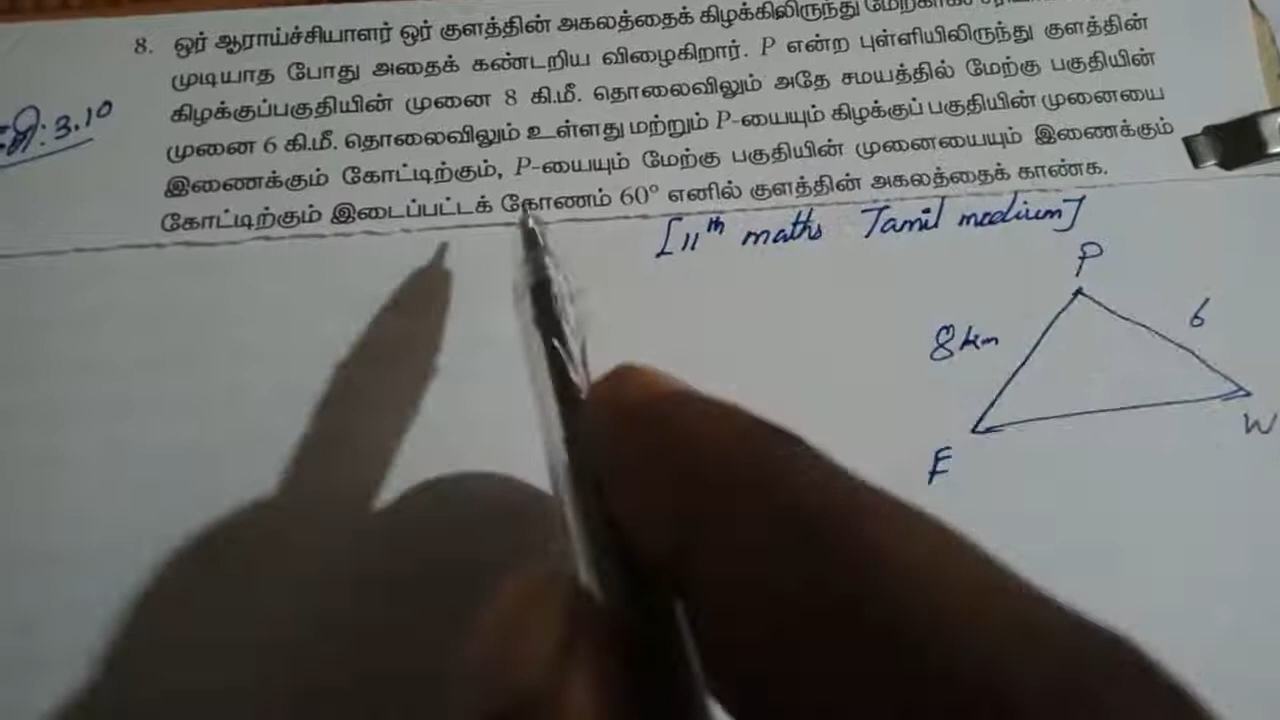 8. ஓர் ஆராய்ச்சியாளர் ஓர் குளத்தின் அகலத்தைக் கிழக்கிலிருந்து
முடியாத போது அதைக் கண்டறிய விழைகிறார். P என்ற புள்ளியிலிருந்து குளத்தின்
கிழக்குப்பகுதியின் முனை 8 கி.மீ. தொலைவிலும் அதே சமயத்தில் மேற்கு பகுதியின்
3.10
முனை 6 கி.மீ. தொலைவிலும் உள்ளது மற்றும் P-யையும் கிழக்குப் பகுதியின் முனையை
இணைக்கும் கோட்டிற்கும், P-யையும் மேற்கு பகுதியின் முனையையும் இணைக்கும்
கோட்டிற்கும் இடைப்பட்டக் கோணம் 60° எனில் குளத்தின் அகலத்தைக் காண்க.
[11th maths Tamil medium]
P
8km
6
E
W